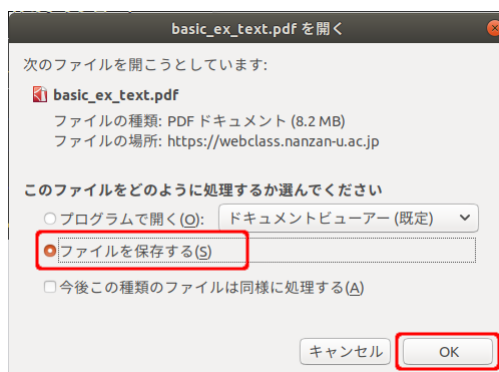 basic_ex_text.pdf を開く
次のファイルを開こうとしています:
basic_ex_text.pdf
ファイルの種類: PDF ドキュメント (8.2 MB)
ファイルの場所: https://webclass.nanzan-u.ac.jp
このファイルをどのように処理するか選んでください
プログラムで開く(O): ドキュメントビューアー (既定)
ファイルを保存する(S)
今後この種類のファイルは同様に処理する(A)
キャンセル OK